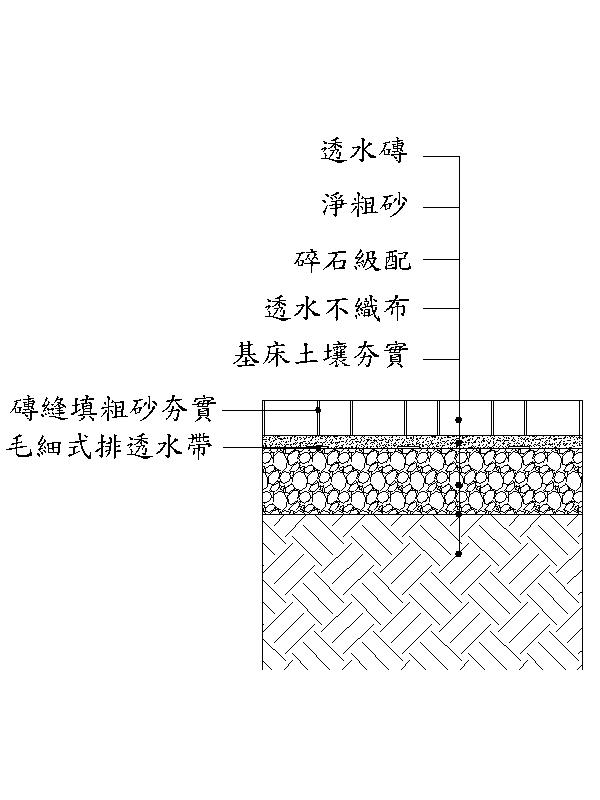 透水磚
淨粗砂
碎石級配
透水不織布
基床土壤夯實
磚縫填粗砂夯實
毛細式排透水帶